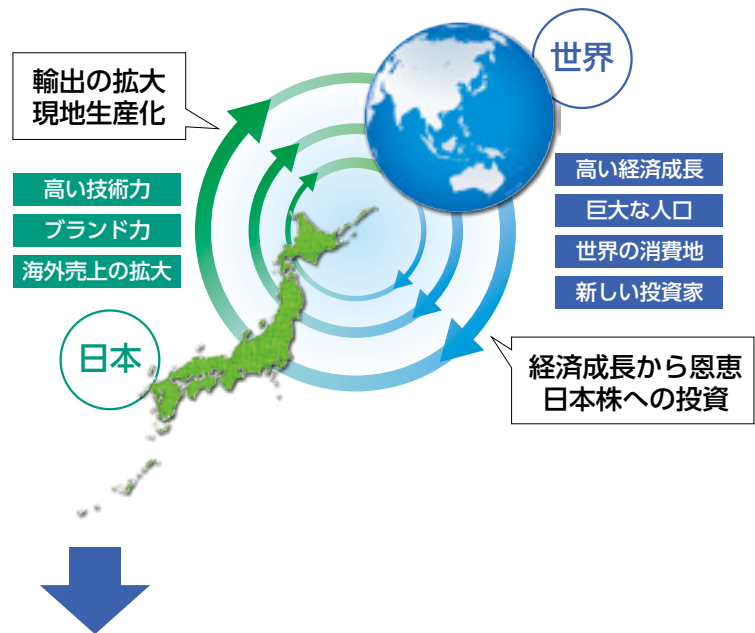 世界
輸出の拡大
現地生産化
高い技術力
ブランド力
海外売上の拡大
日本
高い経済成長
巨大な人口
世界の消費地
新しい投資家
経済成長から恩恵
日本株への投資